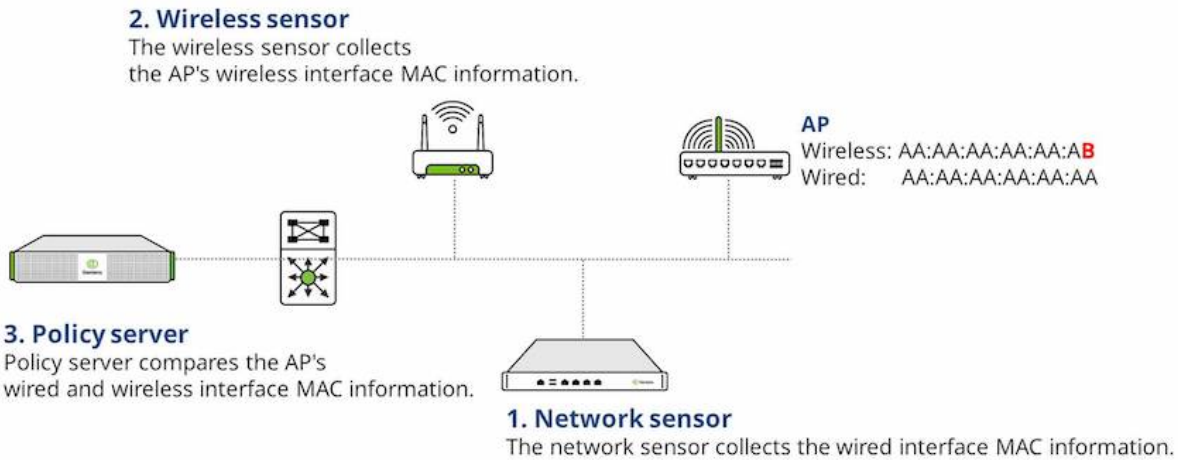 2. Wireless sensor
The wireless sensor collects
the AP's wireless interface MAC information.
AP
Wireless: AA:AA:AA:AA:AA:AB
Wired: AA:AA:AA:AA:AA:AA
3. Policy server
Policy server compares the AP's
wired and wireless interface MAC information.
1. Network sensor
The network sensor collects the wired interface MAC information.